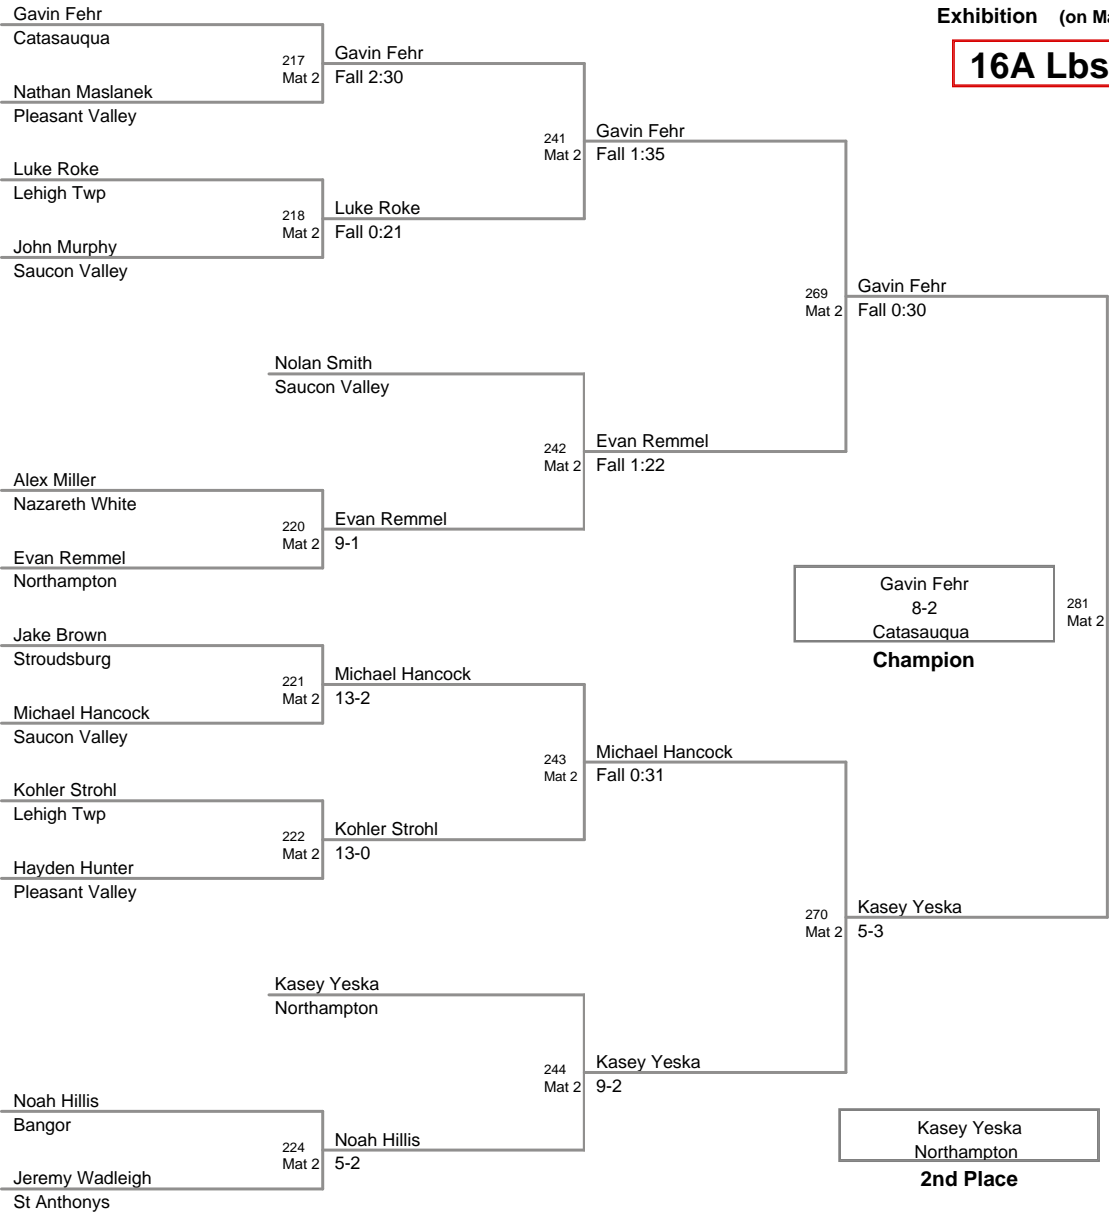 Gavin Fehr
Catasauqua
217
Mat 2
Gavin Fehr
Fall 2:30
Nathan Maslanek
Pleasant Valley
Exhibition (on Ma
16A Lbs
241
Mat 2
Gavin Fehr
Fall 1:35
Luke Roke
Lehigh Twp
218
Mat 2
Luke Roke
Fall 0:21
John Murphy
Saucon Valley
269
Mat 2
Gavin Fehr
Fall 0:30
Nolan Smith
Saucon Valley
242
Mat 2
Evan Remmel
Fall 1:22
Alex Miller
Nazareth White
220
Mat 2
Evan Remmel
9-1
Evan Remmel
Northampton
Gavin Fehr
8-2
Catasauqua
Champion
281
Mat 2
Jake Brown
Stroudsburg
221
Mat 2
Michael Hancock
13-2
Michael Hancock
Saucon Valley
243
Mat 2
Michael Hancock
Fall 0:31
Kohler Strohl
Lehigh Twp
222
Mat 2
Kohler Strohl
13-0
Hayden Hunter
Pleasant Valley
270
Mat 2
Kasey Yeska
5-3
Kasey Yeska
Northampton
244
Mat 2
Kasey Yeska
9-2
Noah Hillis
Bangor
224
Mat 2
Noah Hillis
5-2
Jeremy Wadleigh
St Anthonys
Kasey Yeska
Northampton
2nd Place